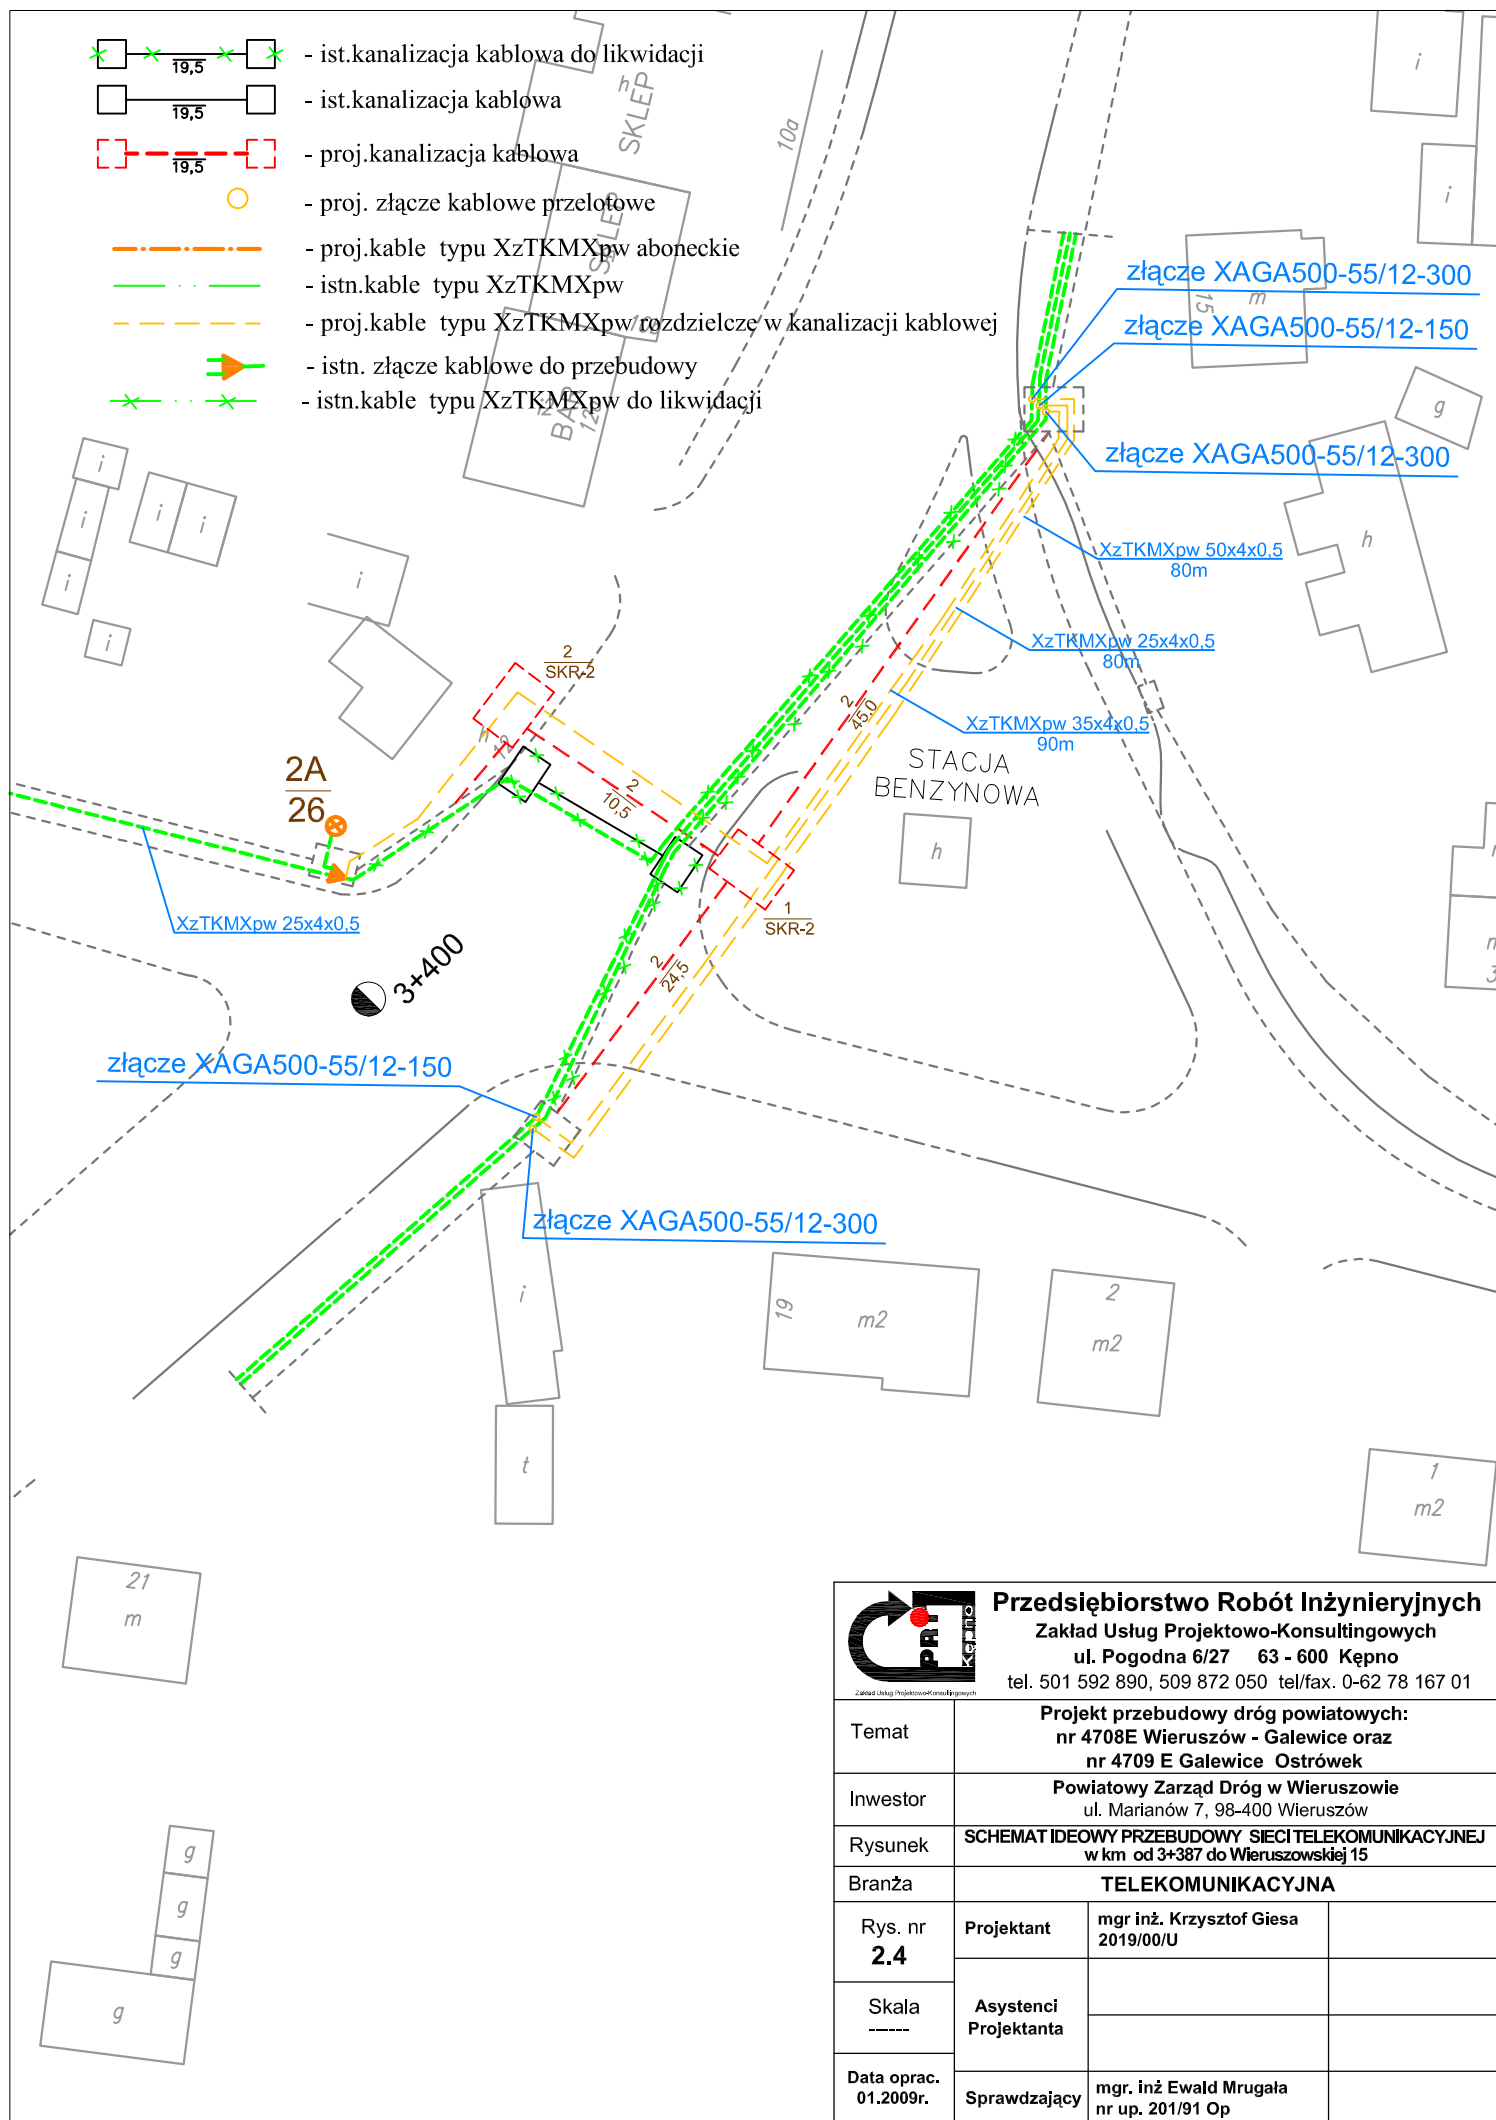 19,5
- ist.kanalizacja kablowa do likwidacji
19,5
- ist.kanalizacja kablowa
19,5
- proj.kanalizacja kablowa
- proj. złącze kablowe przelotowe
- proj.kable typu XzTKMXpw aboneckie
- istn.kable typu XzTKMXpw
- proj.kable typu XzTKMXpw rozdzielcze w kanalizacji kablowej
- istn. złącze kablowe do przebudowy
- istn.kable typu XzTKMXpw do likwidacji
h
SKLEP
SKLEP
BAR
10a
i
i
15
m
g
h
złącze XAGA500-55/12-300
złącze XAGA500-55/12-150
złącze XAGA500-55/12-300
XzTKMXpw 50x4x0,5
80m
XzTKMXpw 25x4x0,5
80m
XzTKMXpw 35x4x0,5
90m
i
i
i
i
i
i
i
2
SKR-2
h
12
2A
26
2
10,5
2
45.0
STACJA
BENZYNOWA
h
1
SKR-2
2
24,5
XzTKMXpw 25x4x0,5
3+400
złącze XAGA500-55/12-150
złącze XAGA500-55/12-300
i
t
19
m2
2
m2
1
m2
21
m
g
g
g
g
PRI
Kępno
Zakład Usług Projektowo-Konsultingowych
Przedsiębiorstwo Robót Inżynieryjnych
Zakład Usług Projektowo-Konsultingowych
ul. Pogodna 6/27 63 - 600 Kępno
tel. 501 592 890, 509 872 050 tel/fax. 0-62 78 167 01
Temat
Projekt przebudowy dróg powiatowych:
nr 4708E Wieruszów - Galewice oraz
nr 4709 E Galewice Ostrówek
Inwestor
Powiatowy Zarząd Dróg w Wieruszowie
ul. Marianów 7, 98-400 Wieruszów
Rysunek
SCHEMAT IDEOWY PRZEBUDOWY SIECI TELEKOMUNIKACYJNEJ
w km od 3+387 do Wieruszowskiej 15
Branża
TELEKOMUNIKACYJNA
Rys. nr
2.4
Projektant
mgr inż. Krzysztof Giesa
2019/00/U
Skala
------
Asystenci
Projektanta
Data oprac.
01.2009r.
Sprawdzający
mgr. inż Ewald Mrugała
nr up. 201/91 Op